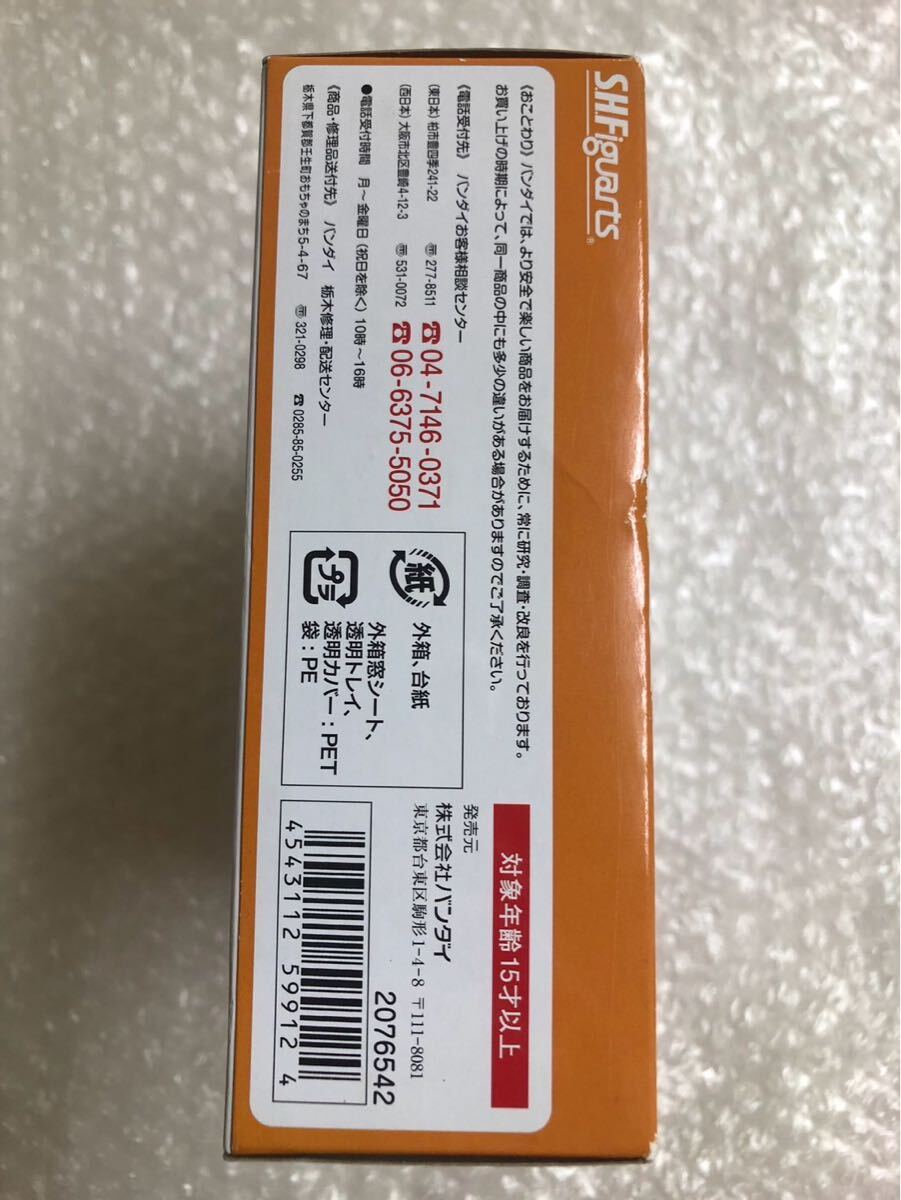 S.H.Figuarts®
《おことわり》バンダイでは、より安全で楽しい商品をお届けするために、常に研究・調査・改良を行っております。
お買い上げの時期によって、同一商品の中にも多少の違いがある場合がありますのでご了承ください。
《電話受付先》 バンダイお客様相談センター
(東日本) 柏市豊四季241-22 〠 277-8511 ☎04-7146-0371
(西日本) 大阪市北区豊崎4-12-3 〠 531-0072 ☎06-6375-5050
●電話受付時間 月〜金曜日(祝日を除く)10時〜16時
《商品・修理品送付先》 バンダイ 栃木修理・配送センター
栃木県下都賀郡壬生町おもちゃのまち5-4-67 〠 321-0298 ☎ 0285-85-0255
紙
外箱、台紙
プラ
外箱窓シート、
透明トレイ、
透明カバー:PET
袋:PE
対象年齢15才以上
発売元
株式会社バンダイ
東京都台東区駒形1-4-8 〒111-8081
2076542
4543112 599124